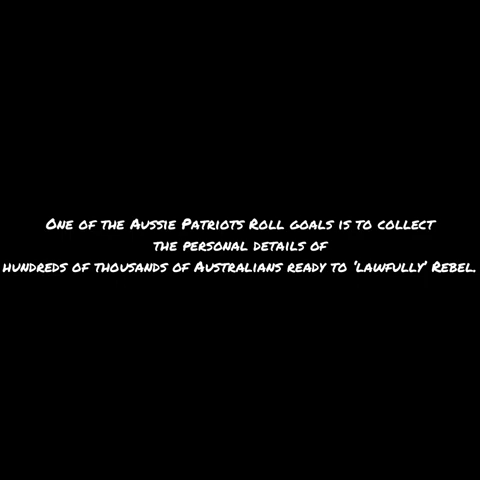 One of the Aussie Patriots Roll goals is to collect
the personal details of
hundreds of thousands of Australians ready to 'lawfully' Rebel.